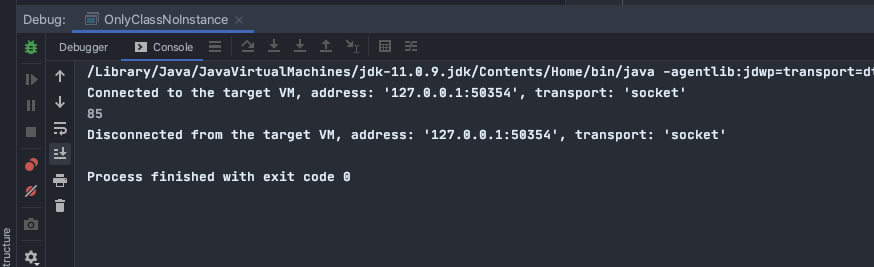 Debug: OnlyClassNoInstance
Debugger Console
/Library/Java/JavaVirtualMachines/jdk-11.0.9.jdk/Contents/Home/bin/java -agentlib:jdwp=transport=dt
Connected to the target VM, address: '127.0.0.1:50354', transport: 'socket'
85
Disconnected from the target VM, address: '127.0.0.1:50354', transport: 'socket'
Process finished with exit code 0
tructure